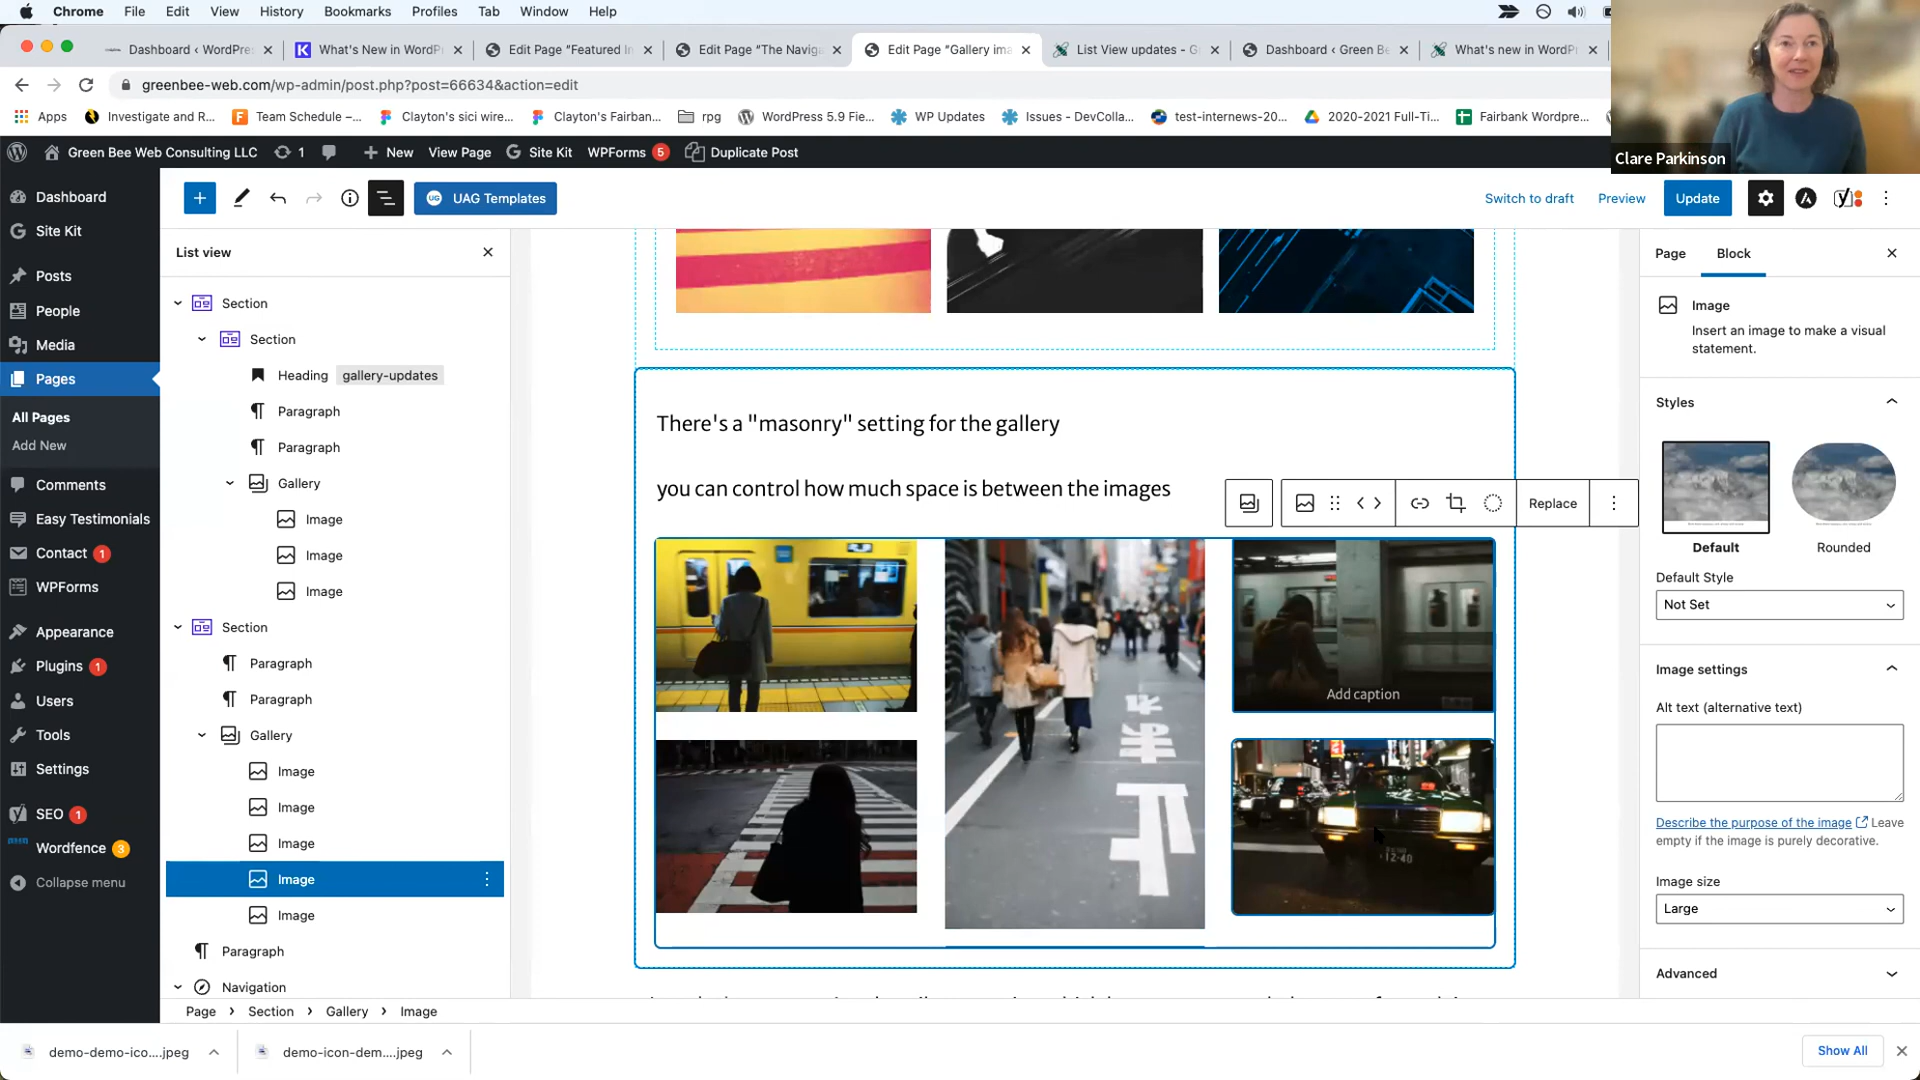 Chrome File Edit View History Bookmarks Profiles Tab Window Help
Dashboard ‹ WordPre
What's New in WordP
Edit Page “Featured In
Edit Page “The Naviga
Edit Page “Gallery ima
List View updates - G
Dashboard ‹ Green Be
What's new in WordP
greenbee-web.com/wp-admin/post.php?post=66634&action=edit
Apps
Investigate and R...
Team Schedule –...
Clayton's sici wire...
Clayton's Fairban...
rpg
WordPress 5.9 Fie...
WP Updates
Issues - DevColla...
test-internews-20...
2020-2021 Full-Ti...
Fairbank Wordpre...
Clare Parkinson
Green Bee Web Consulting LLC 1 New View Page Site Kit WPForms 5 Duplicate Post
Dashboard
Site Kit
Posts
People
Media
Pages
All Pages
Add New
Comments
Easy Testimonials
Contact 1
WPForms
Appearance
Plugins 1
Users
Tools
Settings
SEO 1
Wordfence 3
Collapse menu
UG UAG Templates
Switch to draft Preview Update
List view
Section
Section
Heading gallery-updates
Paragraph
Paragraph
Gallery
Image
Image
Image
Section
Paragraph
Paragraph
Gallery
Image
Image
Image
Image
Image
Paragraph
Navigation
There's a "masonry" setting for the gallery
you can control how much space is between the images
Replace
Add caption
12-40
Page Block
Image
Insert an image to make a visual
statement.
Styles
Default Rounded
Default Style
Not Set
Image settings
Alt text (alternative text)
Describe the purpose of the image Leave
empty if the image is purely decorative.
Image size
Large
Advanced
Page › Section › Gallery › Image
demo-demo-ico....jpeg
demo-icon-dem....jpeg
Show All